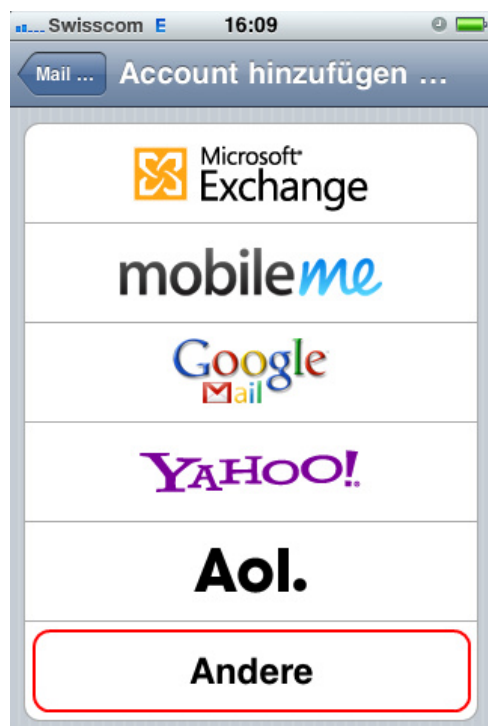 Swisscom E 16:09
Mail ... Account hinzufügen ...
Microsoft®
Exchange
mobileme
Google
Mail
YAHOO!®
Aol.
Andere